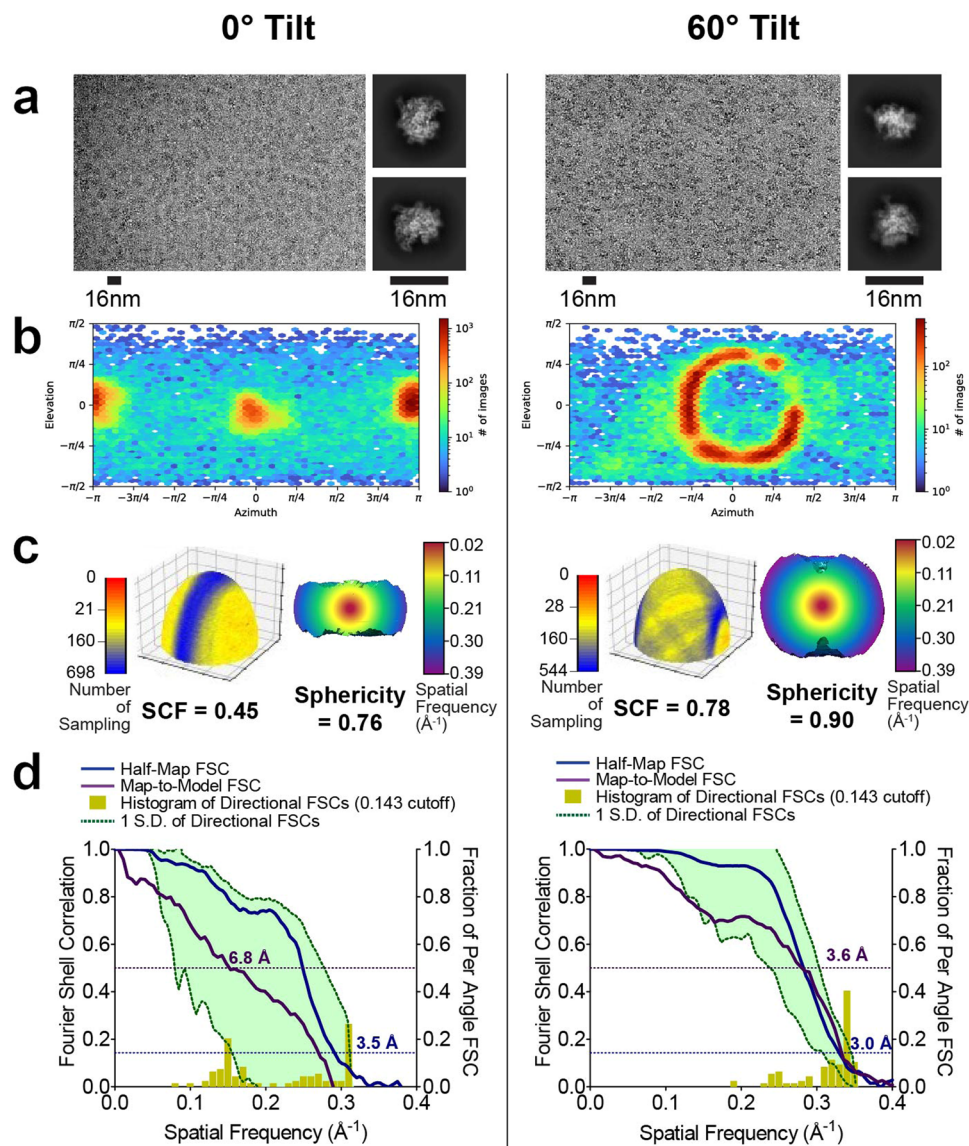 0° Tilt
60° Tilt
a
16nm
16nm
16nm
16nm
b
π/2
π/4
0
−π/4
−π/2
Elevation
−π
−3π/4
−π/2
−π/4
0
π/4
π/2
3π/4
π
Azimuth
10³
10²
10¹
10⁰
# of images
π/2
π/4
0
−π/4
−π/2
Elevation
−π
−3π/4
−π/2
−π/4
0
π/4
π/2
3π/4
π
Azimuth
10²
10¹
10⁰
# of images
c
0
21
160
698
Number
of
Sampling
SCF = 0.45
Sphericity
= 0.76
0.02
0.11
0.21
0.30
0.39
Spatial
Frequency
(Å⁻¹)
0
28
160
544
Number
of
Sampling
SCF = 0.78
Sphericity
= 0.90
0.02
0.11
0.21
0.30
0.39
Spatial
Frequency
(Å⁻¹)
d
Half-Map FSC
Map-to-Model FSC
Histogram of Directional FSCs (0.143 cutoff)
1 S.D. of Directional FSCs
1.0
0.8
0.6
0.4
0.2
0.0
Fourier Shell Correlation
6.8 Å
3.5 Å
1.0
0.8
0.6
0.4
0.2
0.0
Fraction of Per Angle FSC
0.0
0.1
0.2
0.3
0.4
Spatial Frequency (Å⁻¹)
Half-Map FSC
Map-to-Model FSC
Histogram of Directional FSCs (0.143 cutoff)
1 S.D. of Directional FSCs
1.0
0.8
0.6
0.4
0.2
0.0
Fourier Shell Correlation
3.6 Å
3.0 Å
1.0
0.8
0.6
0.4
0.2
0.0
Fraction of Per Angle FSC
0.0
0.1
0.2
0.3
0.4
Spatial Frequency (Å⁻¹)